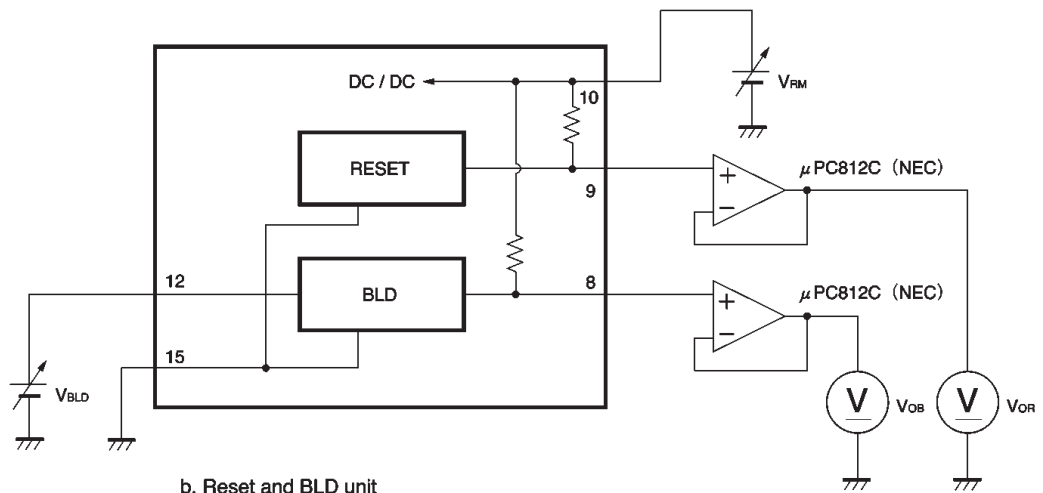 DC / DC
10
VRM
RESET
μPC812C (NEC)
+
−
9
12
BLD
8
μPC812C (NEC)
+
−
15
VBLD
V
VOB
V
VOR
b. Reset and BLD unit